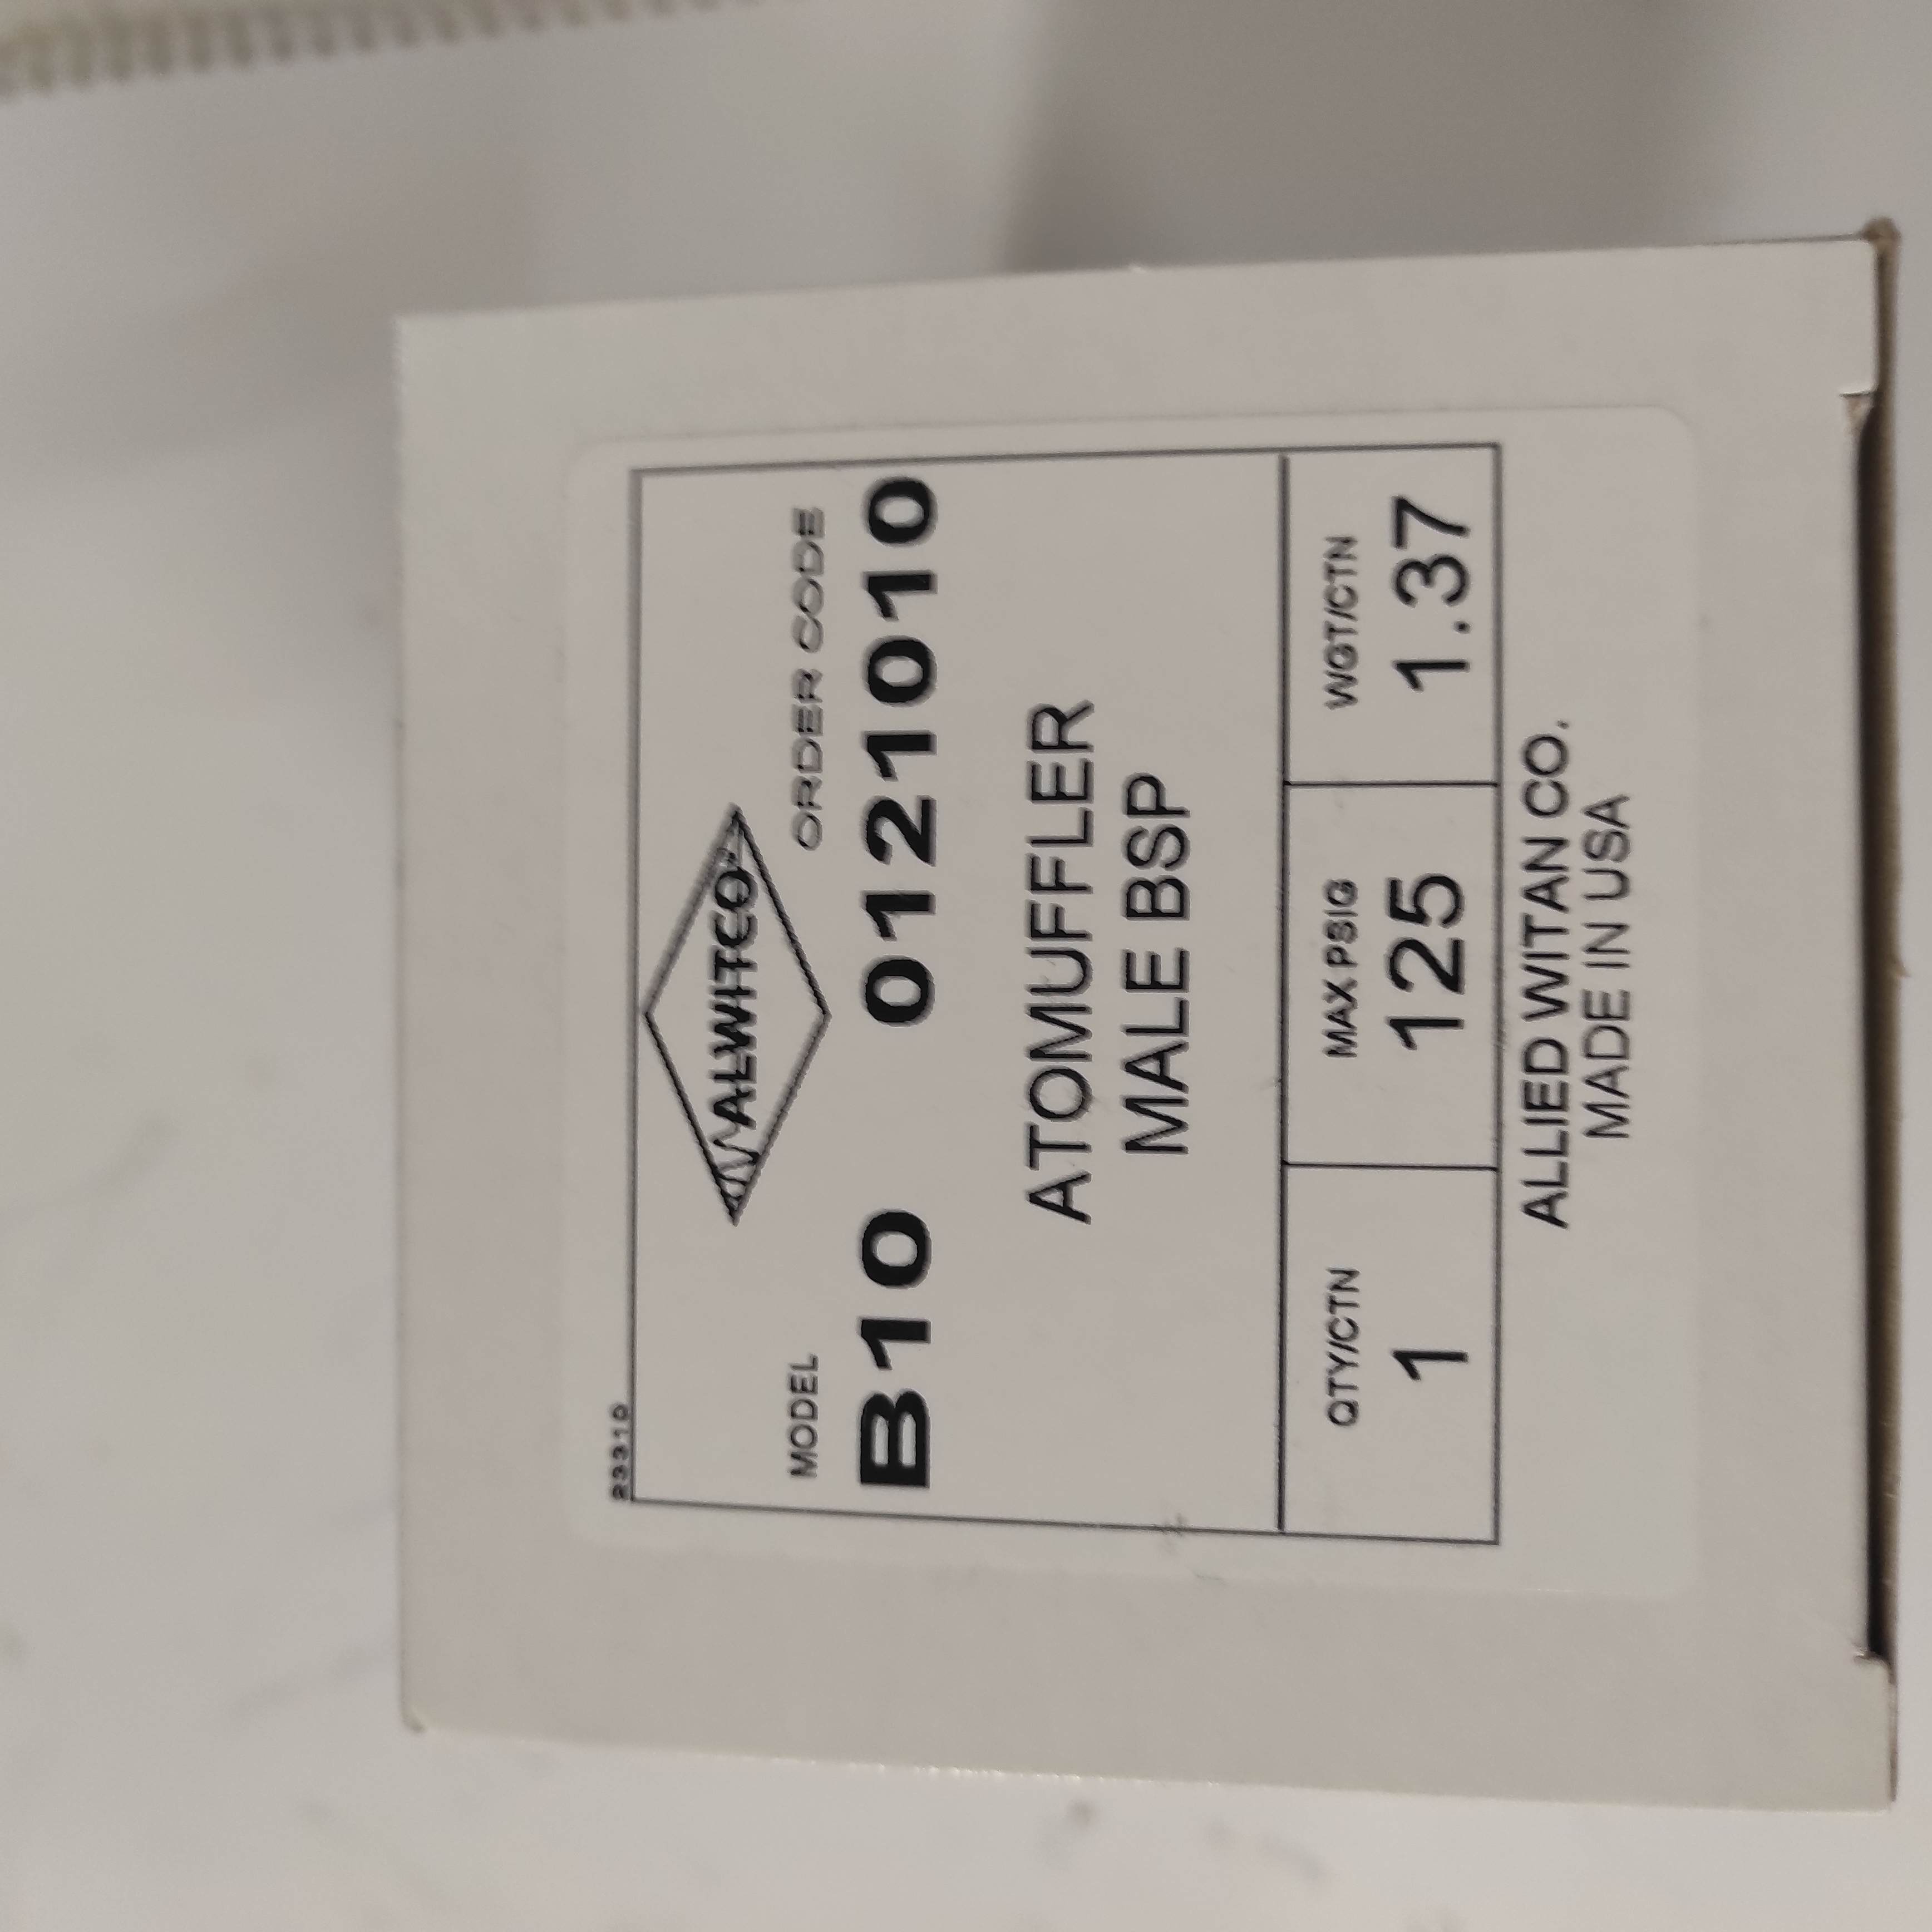 23310
ALWITCO
MODEL ORDER CODE
B10 0121010
ATOMUFFLER
MALE BSP
QTY/CTN MAX PSIG WGT/CTN
1 125 1.37
ALLIED WITAN CO.
MADE IN USA